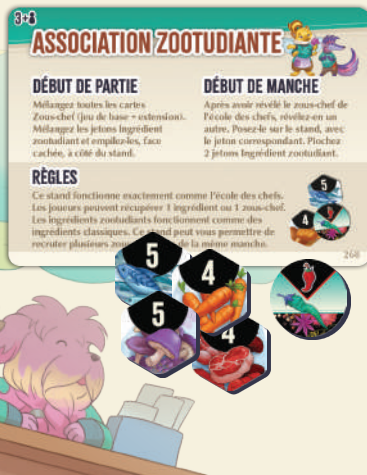 3+
ASSOCIATION ZOOTUDIANTE
DÉBUT DE PARTIE
Mélangez toutes les cartes
Zous-chef (jeu de base + extension).
Mélangez les jetons Ingrédient
zootudiant et empilez-les, face
cachée, à côté du stand.
DÉBUT DE MANCHE
Après avoir révélé le zous-chef de
l'école des chefs, révélez-en un
autre. Posez-le sur le stand, avec
le jeton correspondant. Piochez
2 jetons Ingrédient zootudiant.
RÈGLES
Ce stand fonctionne exactement comme l'école des chefs.
Les joueurs peuvent récupérer 1 ingrédient ou 1 zous-chef.
Les ingrédients zootudiants fonctionnent comme des
ingrédients classiques. Ce stand peut vous permettre de
recruter plusieurs de la même manche.
5
4
268
5
4
5
4